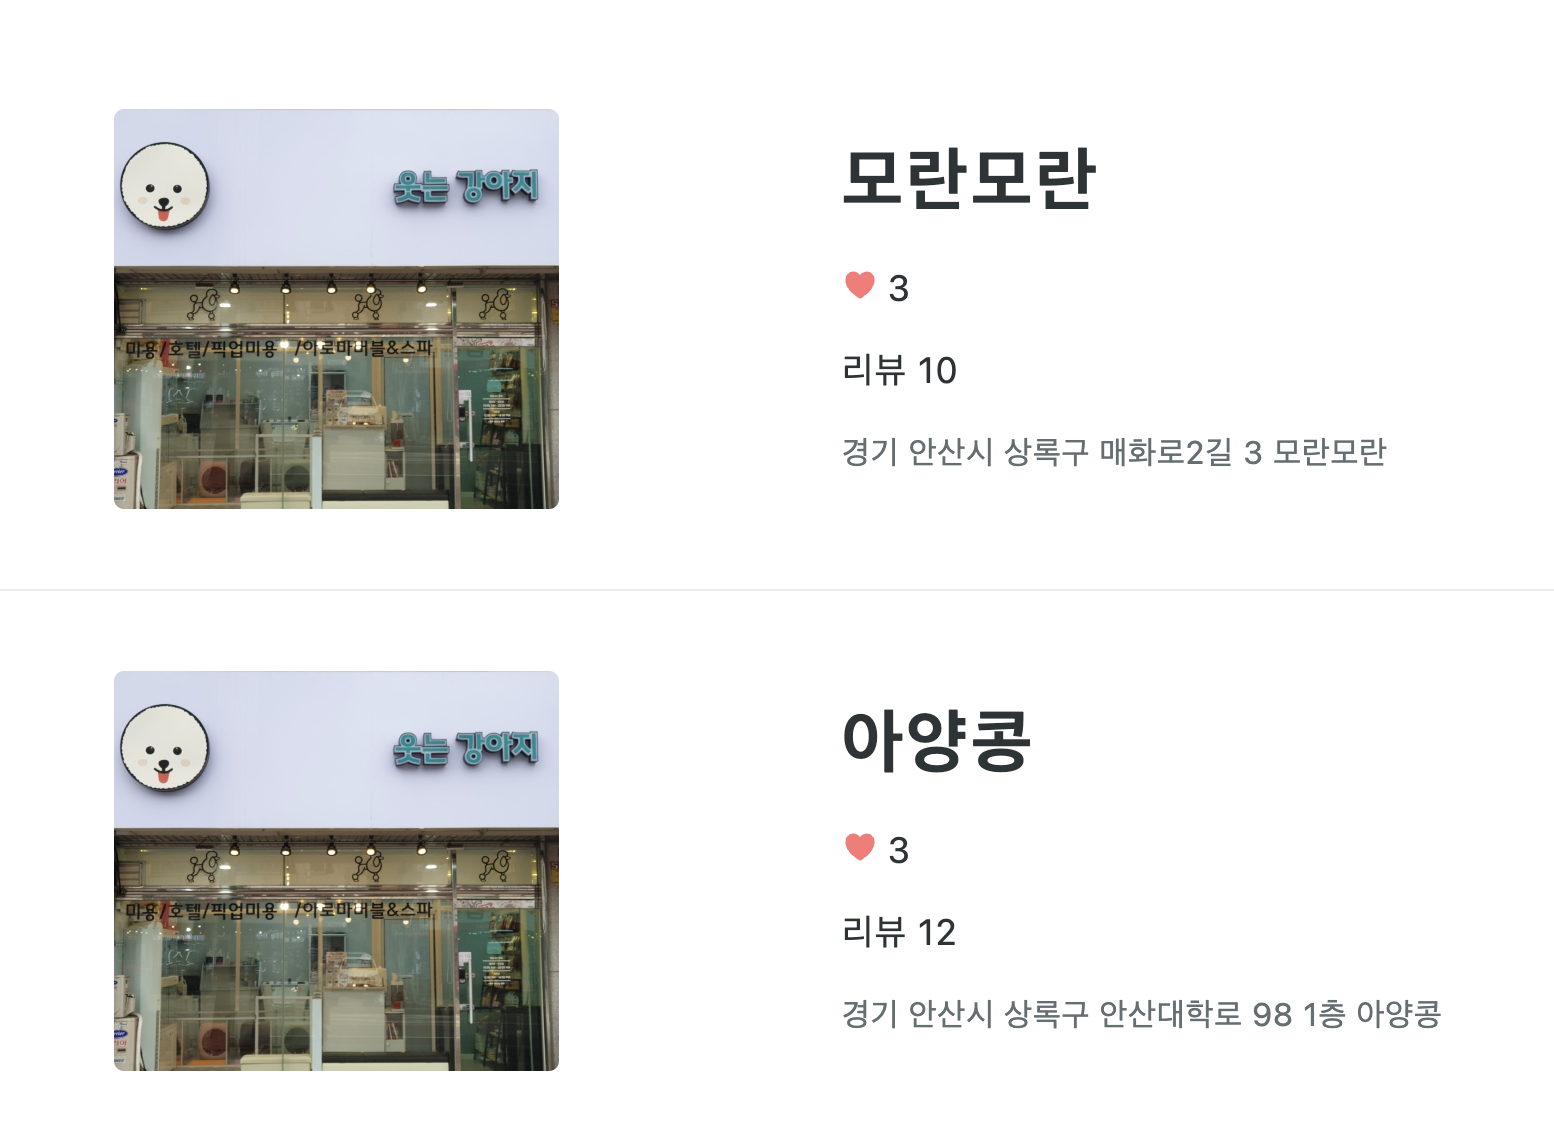 웃는 강아지
미용/호텔/픽업미용 /아로마버블&스파
모란모란
3
리뷰 10
경기 안산시 상록구 매화로2길 3 모란모란
웃는 강아지
미용/호텔/픽업미용 /아로마버블&스파
아양콩
3
리뷰 12
경기 안산시 상록구 안산대학로 98 1층 아양콩